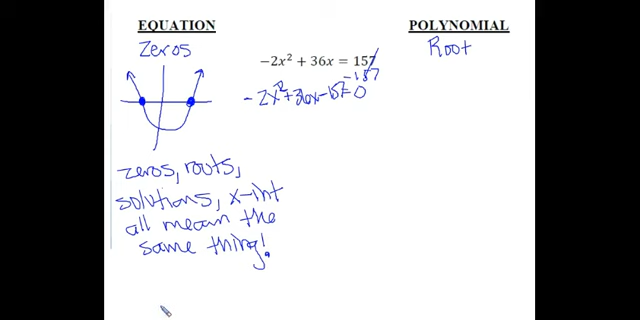 EQUATION
POLYNOMIAL
Zeros
Root
-2x² + 36x = 157
-157
-2x²+36x-157=0
zeros, roots,
solutions, x-int
all mean the
same thing!